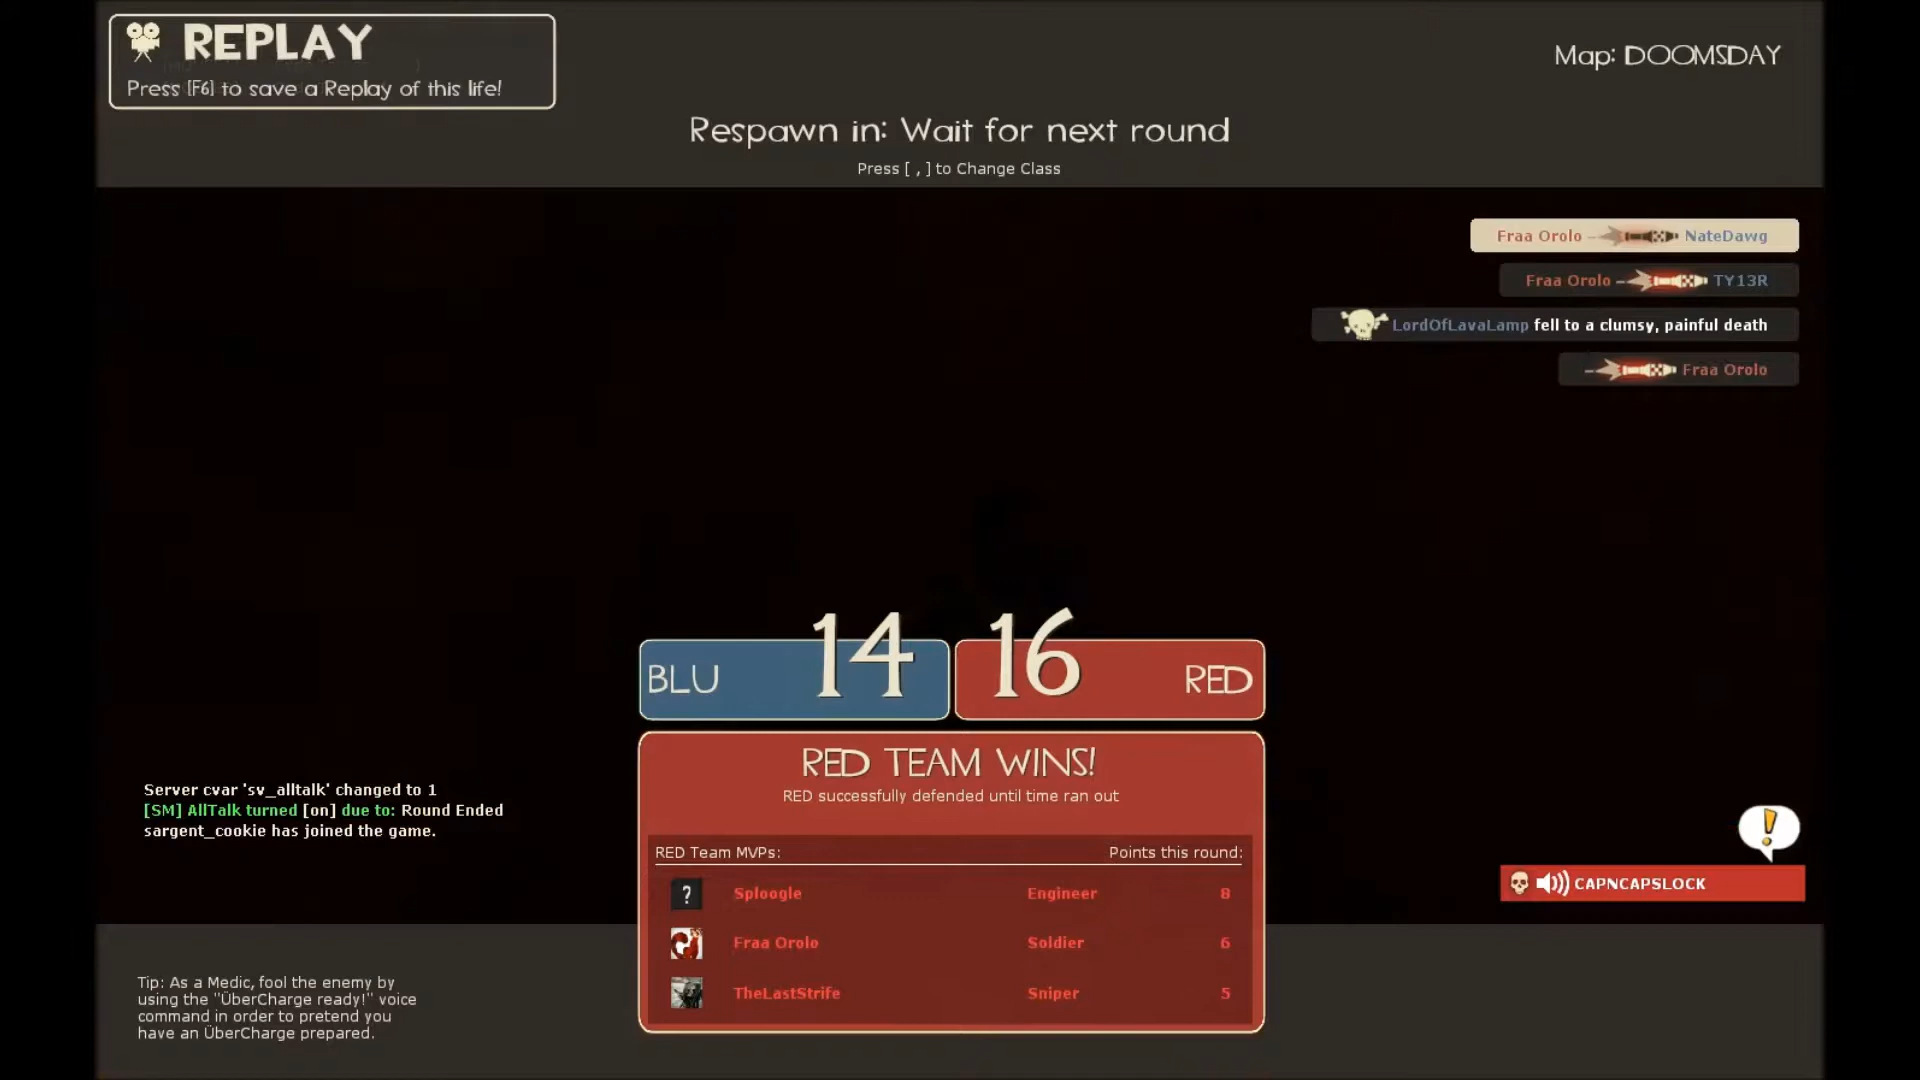 REPLAY
Press [F6] to save a Replay of this life!
Map: DOOMSDAY
Respawn in: Wait for next round
Press [ , ] to Change Class
Fraa Orolo NateDawg
Fraa Orolo TY13R
LordOfLavaLamp fell to a clumsy, painful death
Fraa Orolo
BLU 14 16 RED
RED TEAM WINS!
RED successfully defended until time ran out
RED Team MVPs: Points this round:
? Sploogle Engineer 8
Fraa Orolo Soldier 6
TheLastStrife Sniper 5
Server cvar 'sv_alltalk' changed to 1
[SM] AllTalk turned [on] due to: Round Ended
sargent_cookie has joined the game.
!
CAPNCAPSLOCK
Tip: As a Medic, fool the enemy by
using the "ÜberCharge ready!" voice
command in order to pretend you
have an ÜberCharge prepared.